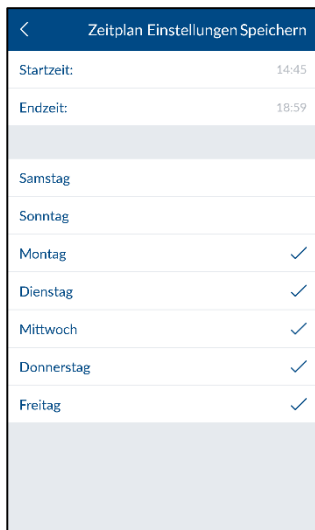 Zeitplan Einstellungen Speichern
Startzeit: 14:45
Endzeit: 18:59
Samstag
Sonntag
Montag
Dienstag
Mittwoch
Donnerstag
Freitag